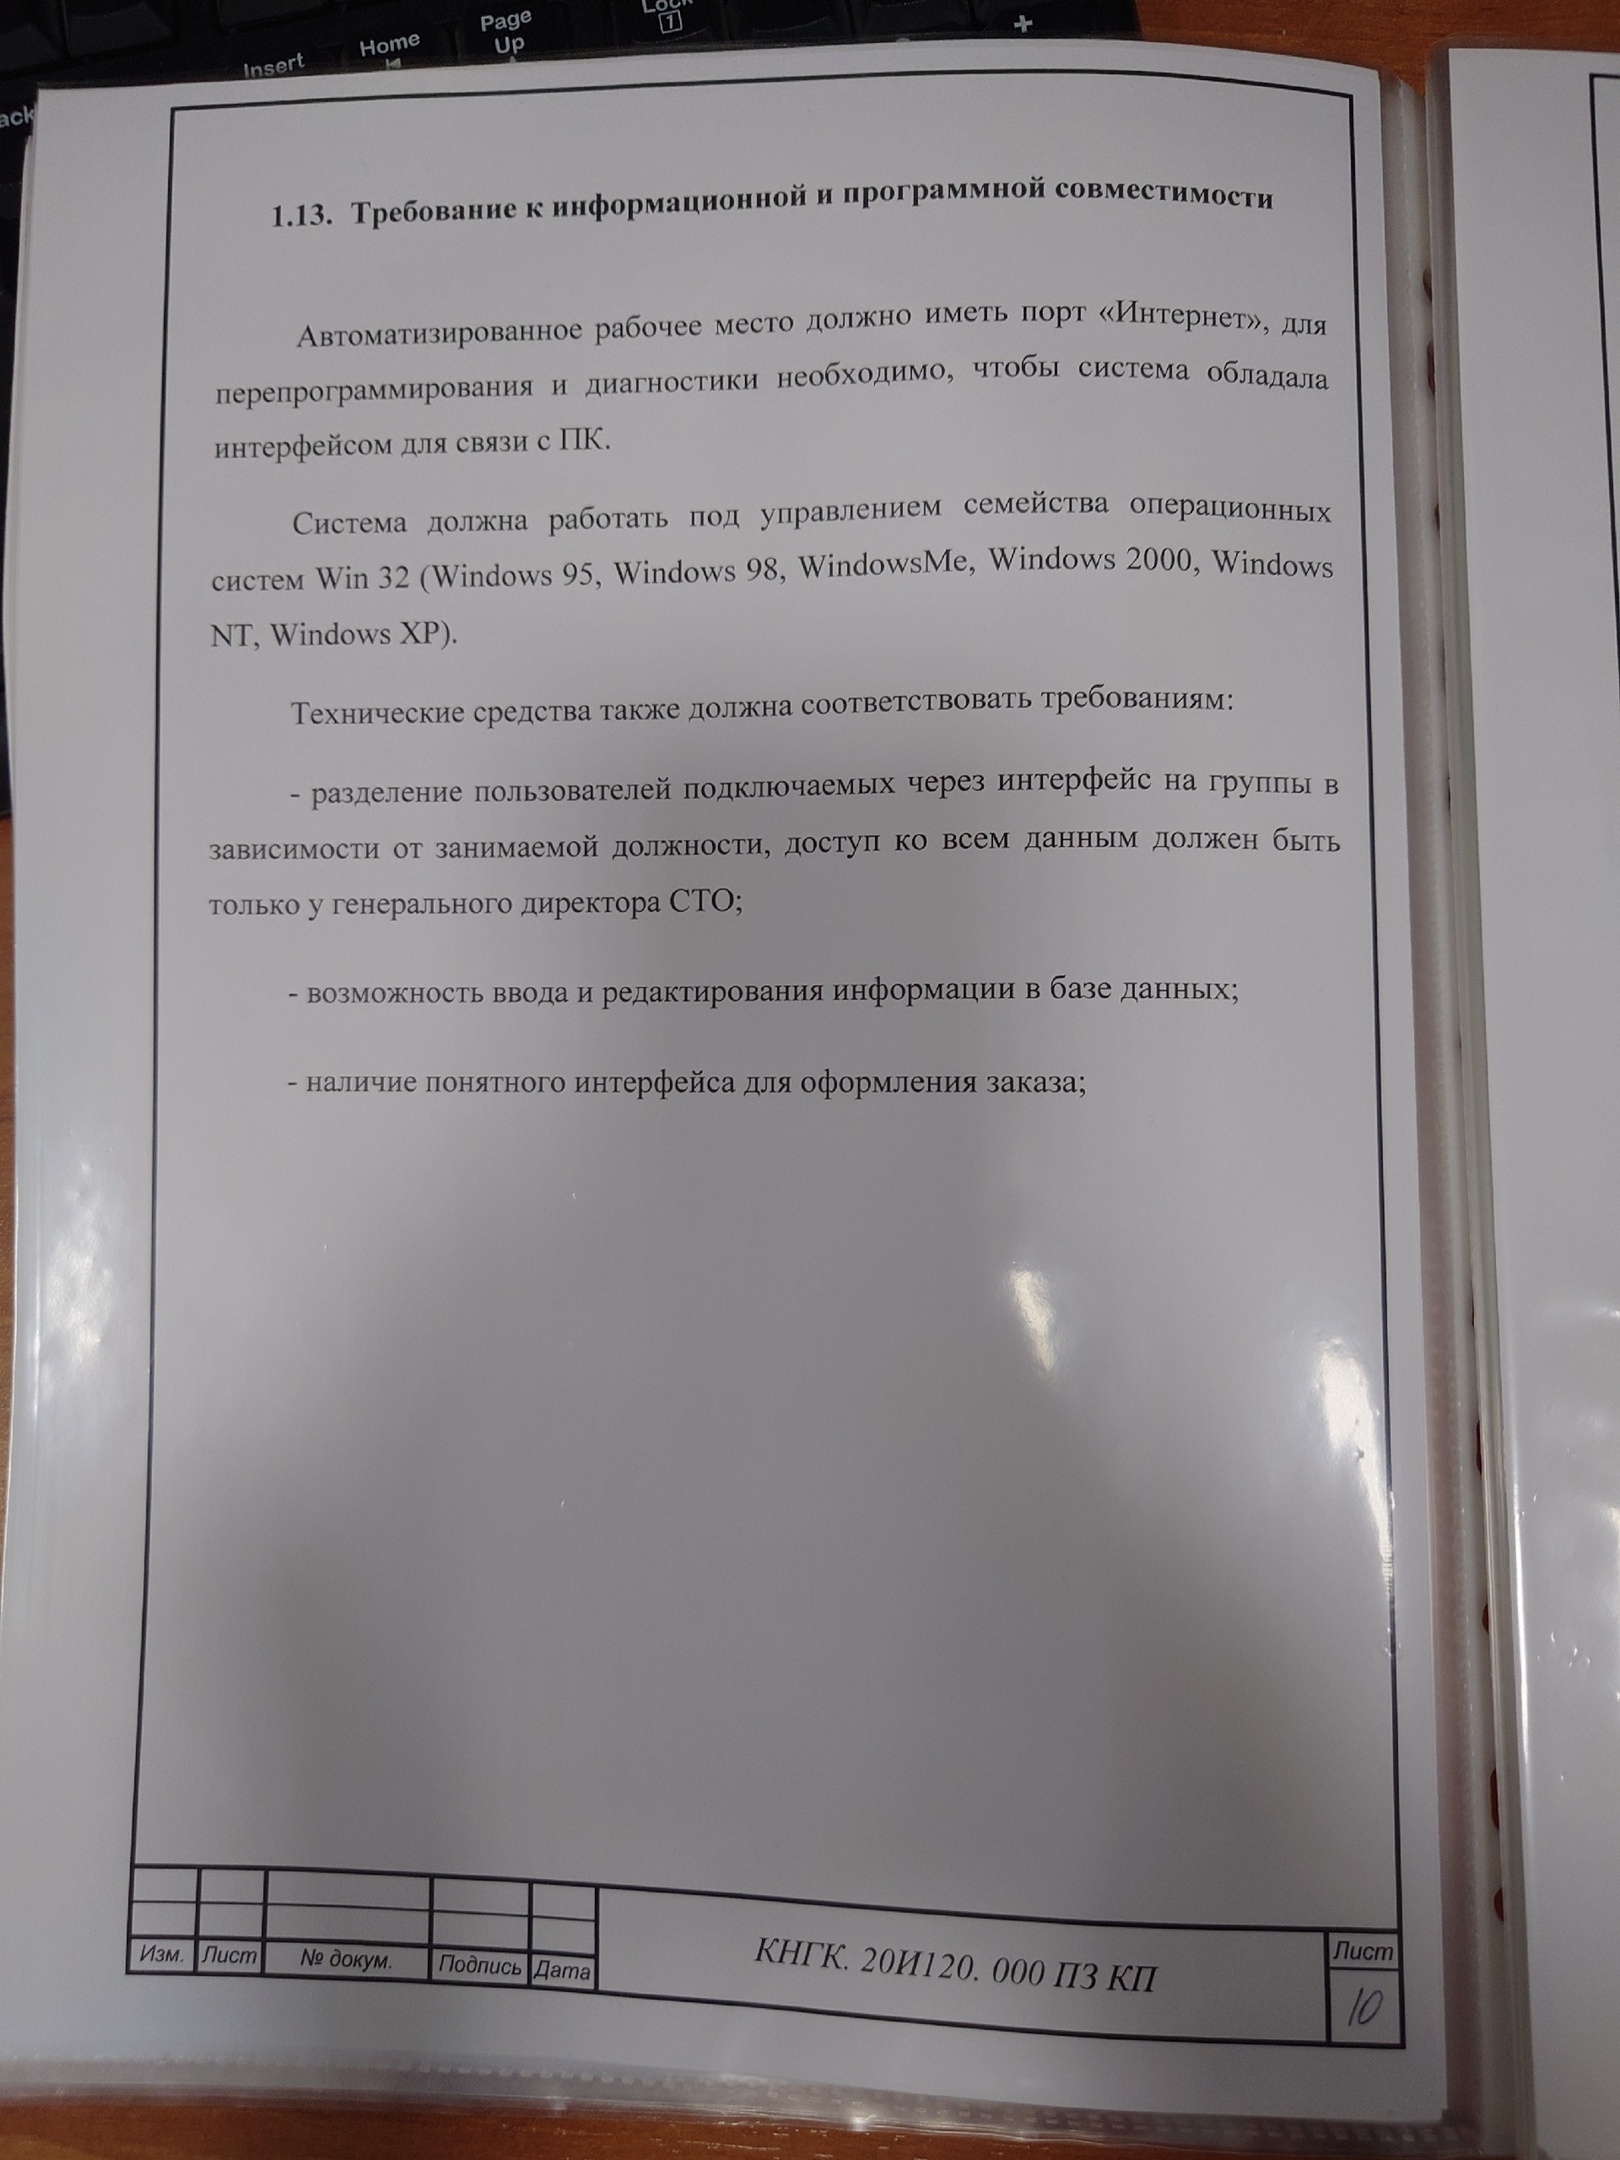 Insert
Home
Page
Up
Lock
1
+
1.13. Требование к информационной и программной совместимости
Автоматизированное рабочее место должно иметь порт «Интернет», для
перепрограммирования и диагностики необходимо, чтобы система обладала
интерфейсом для связи с ПК.
Система должна работать под управлением семейства операционных
систем Win 32 (Windows 95, Windows 98, WindowsMe, Windows 2000, Windows
NT, Windows XP).
Технические средства также должна соответствовать требованиям:
- разделение пользователей подключаемых через интерфейс на группы в
зависимости от занимаемой должности, доступ ко всем данным должен быть
только у генерального директора СТО;
- возможность ввода и редактирования информации в базе данных;
- наличие понятного интерфейса для оформления заказа;
Изм. Лист № докум. Подпись Дата
КНГК. 20И120. 000 ПЗ КП
Лист
10